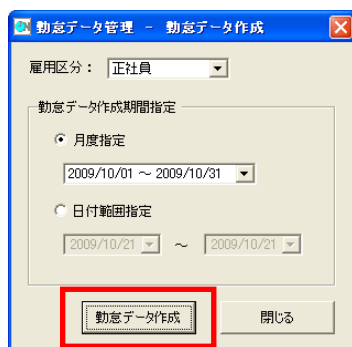 勤怠データ管理 － 勤怠データ作成
雇用区分： 正社員
勤怠データ作成期間指定
月度指定
2009/10/01 ～ 2009/10/31
日付範囲指定
2009/10/21 ～ 2009/10/21
勤怠データ作成 閉じる